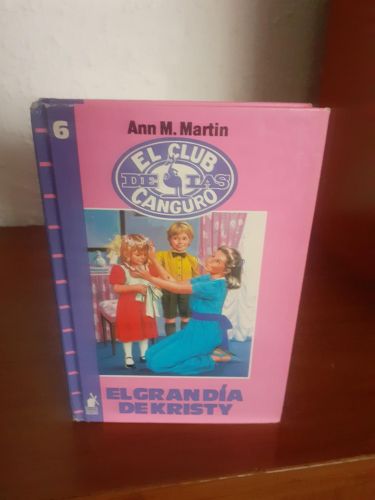 6
Ann M. Martin
EL CLUB
DE LAS
CANGURO
EL GRAN DÍA
DE KRISTY